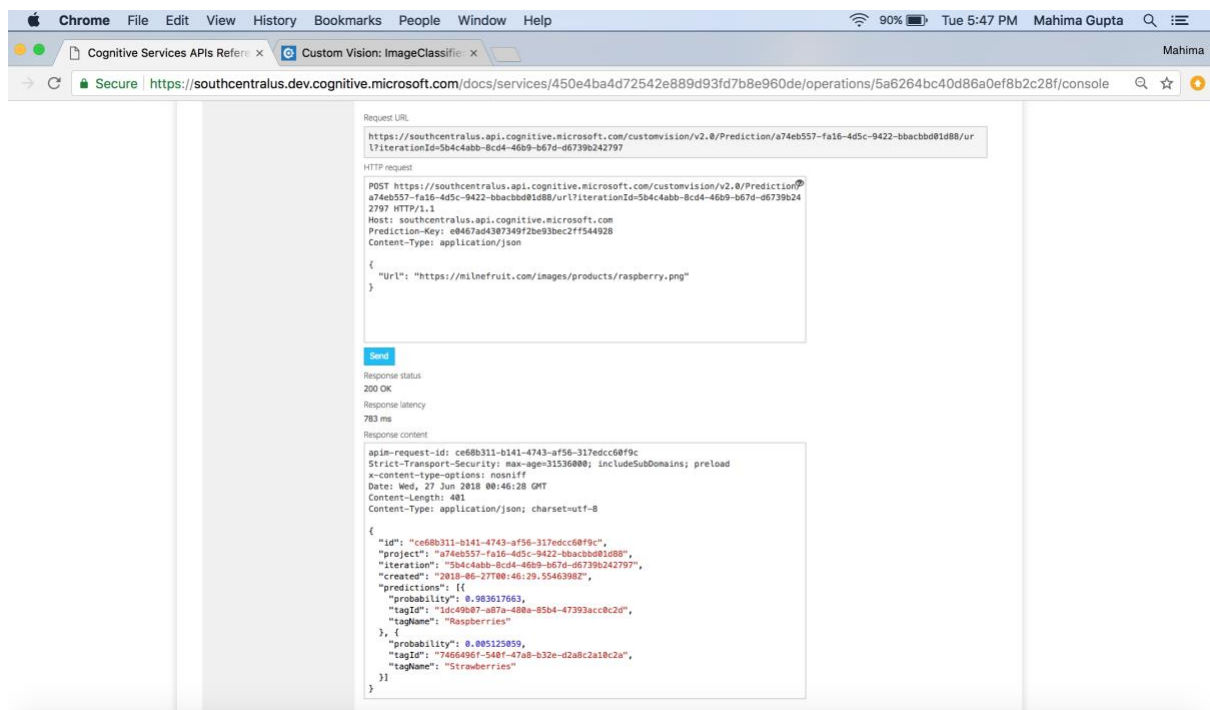 Chrome File Edit View History Bookmarks People Window Help 90% Tue 5:47 PM Mahima Gupta
Cognitive Services APIs Refere × Custom Vision: ImageClassifie × Mahima
Secure https://southcentralus.dev.cognitive.microsoft.com/docs/services/450e4ba4d72542e889d93fd7b8e960de/operations/5a6264bc40d86a0ef8b2c28f/console
Request URL
https://southcentralus.api.cognitive.microsoft.com/customvision/v2.0/Prediction/a74eb557-fa16-4d5c-9422-bbacbbd01d88/ur
l?iterationId=5b4c4abb-8cd4-46b9-b67d-d6739b242797
HTTP request
POST https://southcentralus.api.cognitive.microsoft.com/customvision/v2.0/Prediction/
a74eb557-fa16-4d5c-9422-bbacbbd01d88/url?iterationId=5b4c4abb-8cd4-46b9-b67d-d6739b24
2797 HTTP/1.1
Host: southcentralus.api.cognitive.microsoft.com
Prediction-Key: e0467ad4307349f2be93bec2ff544928
Content-Type: application/json
{
"Url": "https://milnefruit.com/images/products/raspberry.png"
}
Send
Response status
200 OK
Response latency
783 ms
Response content
apim-request-id: ce68b311-b141-4743-af56-317edcc60f9c
Strict-Transport-Security: max-age=31536000; includeSubDomains; preload
x-content-type-options: nosniff
Date: Wed, 27 Jun 2018 00:46:28 GMT
Content-Length: 401
Content-Type: application/json; charset=utf-8
{
"id": "ce68b311-b141-4743-af56-317edcc60f9c",
"project": "a74eb557-fa16-4d5c-9422-bbacbbd01d88",
"iteration": "5b4c4abb-8cd4-46b9-b67d-d6739b242797",
"created": "2018-06-27T00:46:29.5546398Z",
"predictions": [{
"probability": 0.983617663,
"tagId": "1dc49b07-a87a-480a-85b4-47393acc0c2d",
"tagName": "Raspberries"
}, {
"probability": 0.005125059,
"tagId": "7466496f-540f-47a8-b32e-d2a8c2a10c2a",
"tagName": "Strawberries"
}]
}